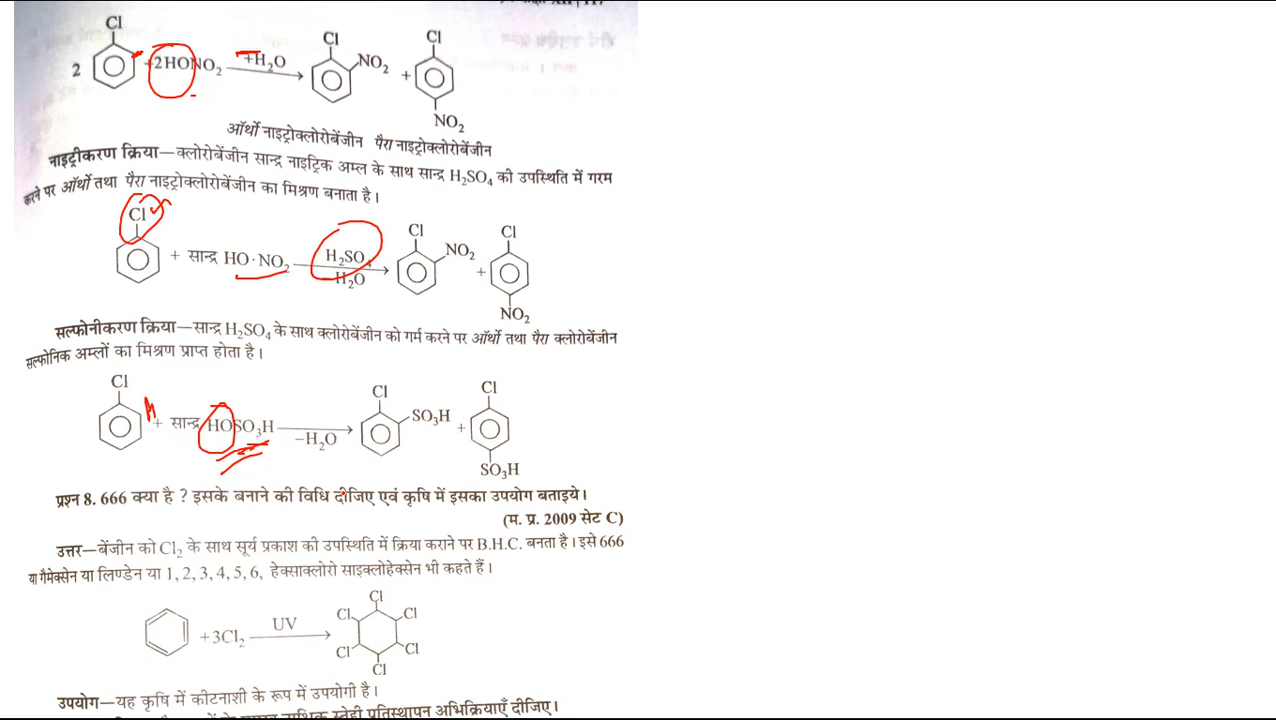 Cl Cl Cl
2 +2HONO₂ +H₂O NO₂ +
NO₂
ऑर्थो नाइट्रोक्लोरोबेंजीन पैरा नाइट्रोक्लोरोबेंजीन
नाइट्रीकरण क्रिया—क्लोरोबेंजीन सान्द्र नाइट्रिक अम्ल के साथ सान्द्र H₂SO₄ की उपस्थिति में गरम
करने पर ऑर्थो तथा पैरा नाइट्रोक्लोरोबेंजीन का मिश्रण बनाता है।
Cl Cl Cl
+ सान्द्र HO·NO₂ H₂SO₄ NO₂ +
–H₂O
NO₂
सल्फोनीकरण क्रिया—सान्द्र H₂SO₄ के साथ क्लोरोबेंजीन को गर्म करने पर ऑर्थो तथा पैरा क्लोरोबेंजीन
सल्फोनिक अम्लों का मिश्रण प्राप्त होता है।
Cl Cl Cl
H + सान्द्र HOSO₃H –H₂O SO₃H +
SO₃H
प्रश्न 8. 666 क्या है ? इसके बनाने की विधि दीजिए एवं कृषि में इसका उपयोग बताइये।
(म. प्र. 2009 सेट C)
उत्तर—बेंजीन को Cl₂ के साथ सूर्य प्रकाश की उपस्थिति में क्रिया कराने पर B.H.C. बनता है। इसे 666
या गैमेक्सेन या लिण्डेन या 1, 2, 3, 4, 5, 6, हेक्साक्लोरो साइक्लोहेक्सेन भी कहते हैं।
Cl
Cl Cl
+3Cl₂ UV
Cl Cl
Cl
उपयोग—यह कृषि में कीटनाशी के रूप में उपयोगी है।
प्रतिस्थापन अभिक्रियाएँ दीजिए।